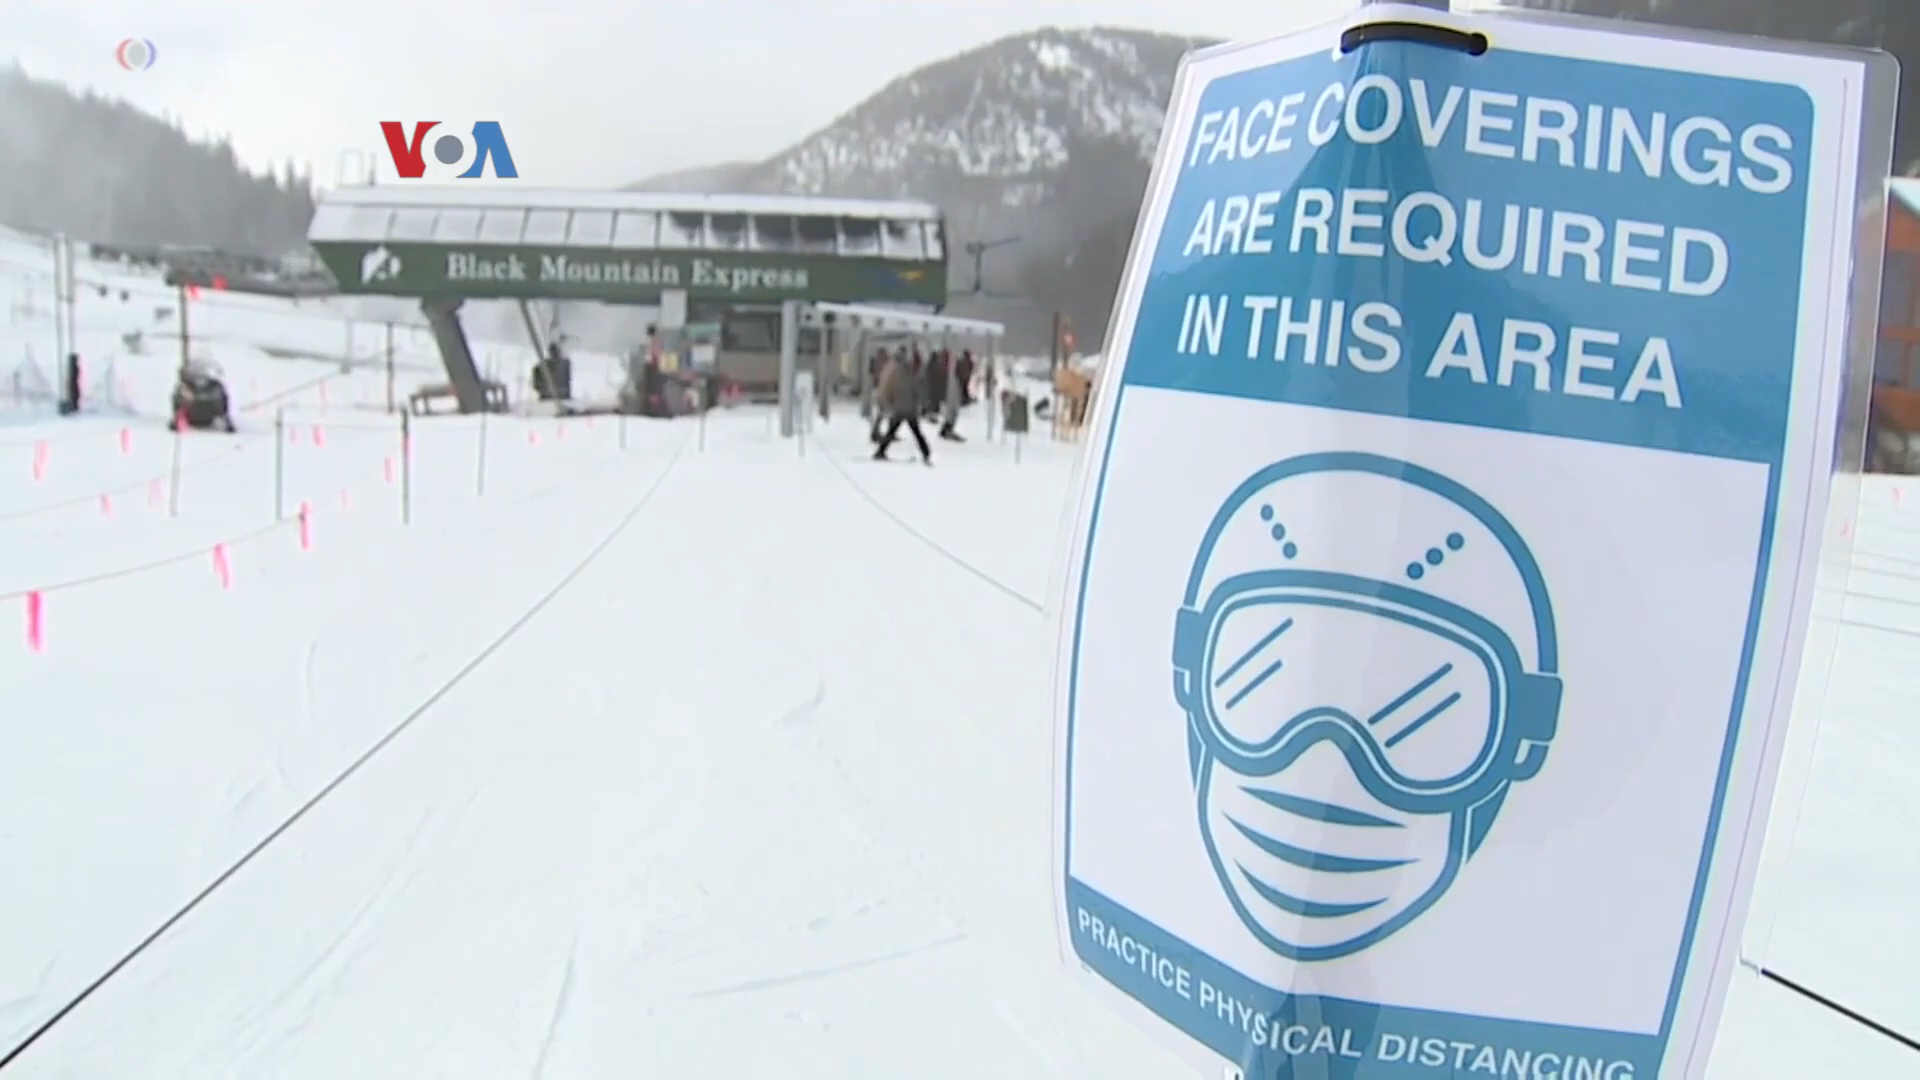 VOA
Black Mountain Express
FACE COVERINGS
ARE REQUIRED
IN THIS AREA
PRACTICE PHYSICAL DISTANCING